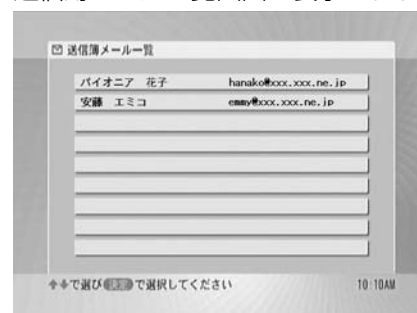 送信簿メール一覧
パイオニア 花子 hanako@xxx.xxx.ne.jp
安藤 エミコ emmy@xxx.xxx.ne.jp
で選び 決定 で選択してください 10:10AM